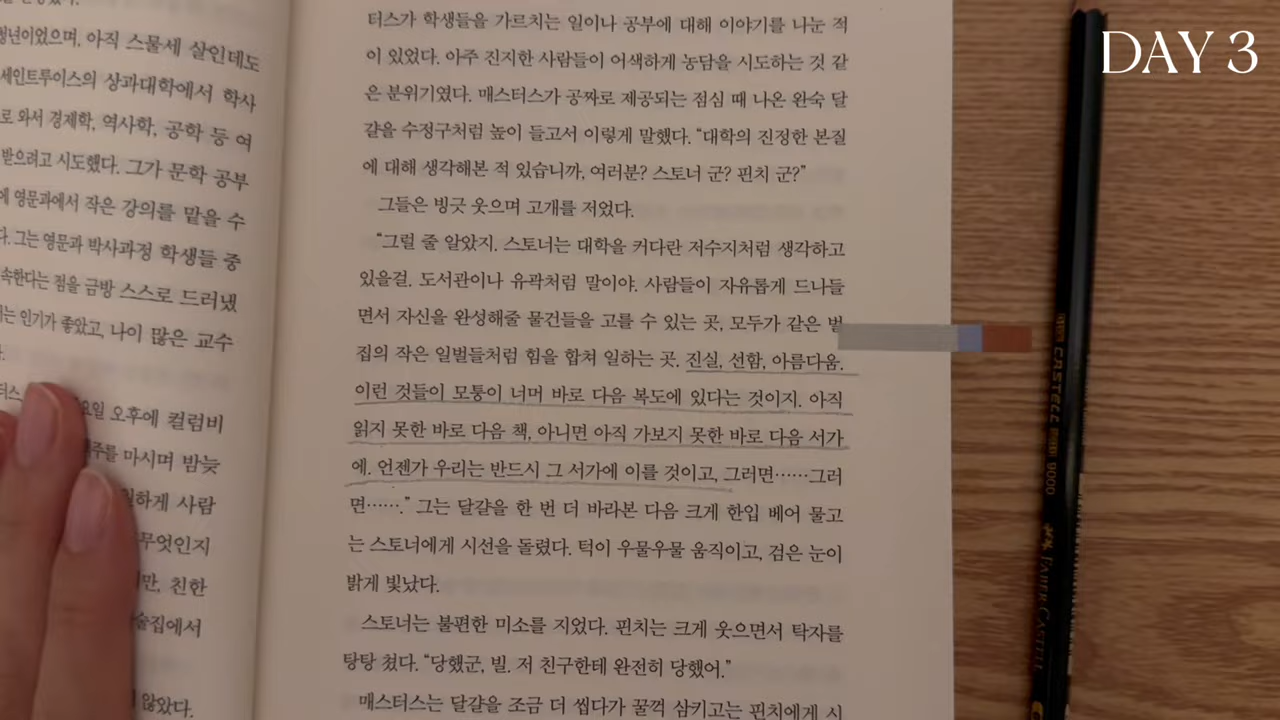 청년이었으며, 아직 스물세 살인데도
세인트루이스의 상과대학에서 학사
로 와서 경제학, 역사학, 공학 등 여
받으려고 시도했다. 그가 문학 공부
에 영문과에서 작은 강의를 맡을 수
다. 그는 영문과 박사과정 학생들 중
속한다는 점을 금방 스스로 드러냈
는 인기가 좋았고, 나이 많은 교수
요일 오후에 컬럼비
맥주를 마시며 밤늦
일하게 사람
무엇인지
만, 친한
술집에서
않았다.
터스가 학생들을 가르치는 일이나 공부에 대해 이야기를 나눈 적
이 있었다. 아주 진지한 사람들이 어색하게 농담을 시도하는 것 같
은 분위기였다. 매스터스가 공짜로 제공되는 점심 때 나온 완숙 달
걀을 수정구처럼 높이 들고서 이렇게 말했다. “대학의 진정한 본질
에 대해 생각해본 적 있습니까, 여러분? 스토너 군? 핀치 군?”
그들은 빙긋 웃으며 고개를 저었다.
“그럴 줄 알았지. 스토너는 대학을 커다란 저수지처럼 생각하고
있을걸. 도서관이나 유곽처럼 말이야. 사람들이 자유롭게 드나들
면서 자신을 완성해줄 물건들을 고를 수 있는 곳, 모두가 같은 벌
집의 작은 일벌들처럼 힘을 합쳐 일하는 곳. 진실, 선함, 아름다움.
이런 것들이 모퉁이 너머 바로 다음 복도에 있다는 것이지. 아직
읽지 못한 바로 다음 책, 아니면 아직 가보지 못한 바로 다음 서가
에. 언젠가 우리는 반드시 그 서가에 이를 것이고, 그러면……그러
면…….” 그는 달걀을 한 번 더 바라본 다음 크게 한입 베어 물고
는 스토너에게 시선을 돌렸다. 턱이 우물우물 움직이고, 검은 눈이
밝게 빛났다.
스토너는 불편한 미소를 지었다. 핀치는 크게 웃으면서 탁자를
탕탕 쳤다. “당했군, 빌. 저 친구한테 완전히 당했어.”
매스터스는 달걀을 조금 더 씹다가 꿀꺽 삼키고는 핀치에게 시
DAY 3
CASTELL 9000
FABER-CASTELL